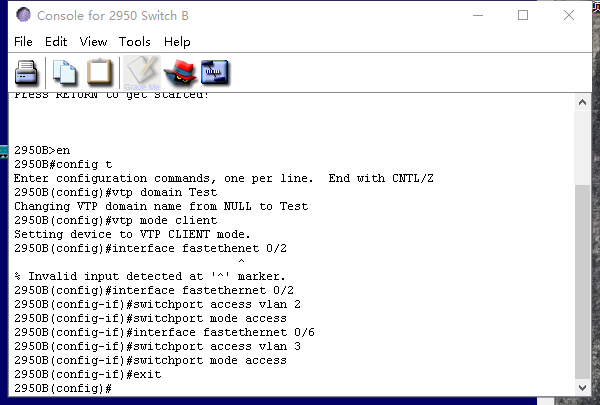 Console for 2950 Switch B
File Edit View Tools Help
Grade Me
Press RETURN to get started!
2950B>en
2950B#config t
Enter configuration commands, one per line.  End with CNTL/Z
2950B(config)#vtp domain Test
Changing VTP domain name from NULL to Test
2950B(config)#vtp mode client
Setting device to VTP CLIENT mode.
2950B(config)#interface fastethenet 0/2
^
% Invalid input detected at '^' marker.
2950B(config)#interface fastethernet 0/2
2950B(config-if)#switchport access vlan 2
2950B(config-if)#switchport mode access
2950B(config-if)#interface fastethernet 0/6
2950B(config-if)#switchport access vlan 3
2950B(config-if)#switchport mode access
2950B(config-if)#exit
2950B(config)#